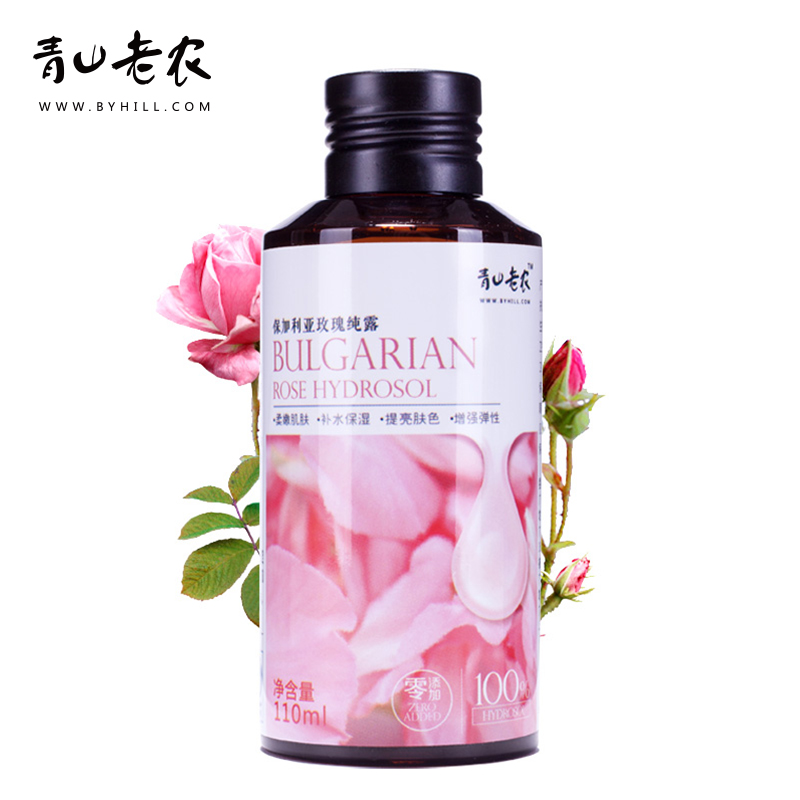 青山老农
WWW.BYHILL.COM
青山老农™
WWW.BYHILL.COM
保加利亚玫瑰纯露
BULGARIAN
ROSE HYDROSOL
•柔嫩肌肤 •补水保湿 •提亮肤色 •增强弹性
净含量
110ml
零添加
ZERO
ADDED
100%
HYDROSOL